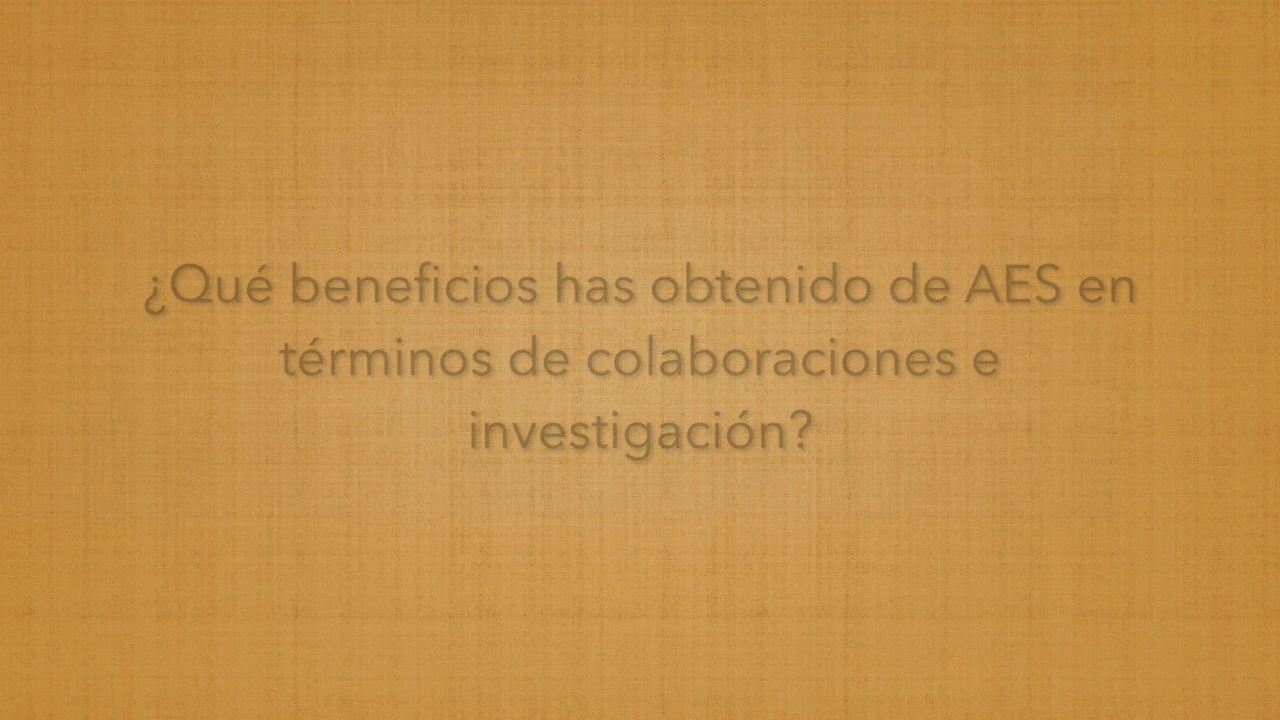 ¿Qué beneficios has obtenido de AES en
términos de colaboraciones e
investigación?